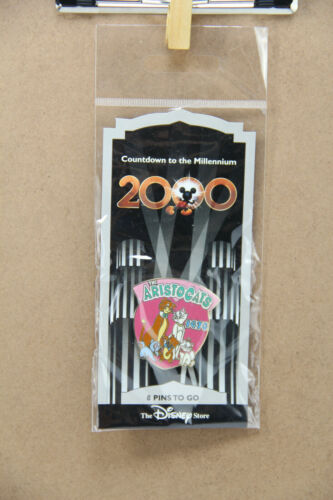 Countdown to the Millennium
2000
THE
ARISTOCATS
1970
8 PINS TO GO
The Disney Store